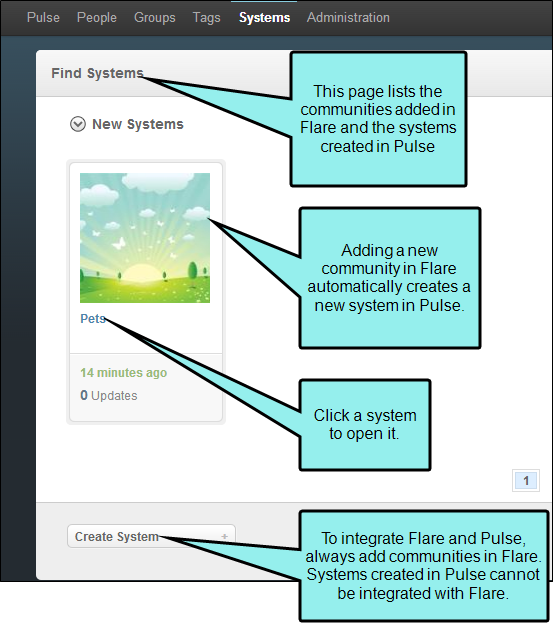 Pulse People Groups Tags Systems Administration
Find Systems
This page lists the
communities added in
Flare and the systems
created in Pulse
New Systems
Adding a new
community in Flare
automatically creates a
new system in Pulse.
Pets
14 minutes ago
0 Updates
Click a system
to open it.
1
Create System +
To integrate Flare and Pulse,
always add communities in Flare.
Systems created in Pulse cannot
be integrated with Flare.